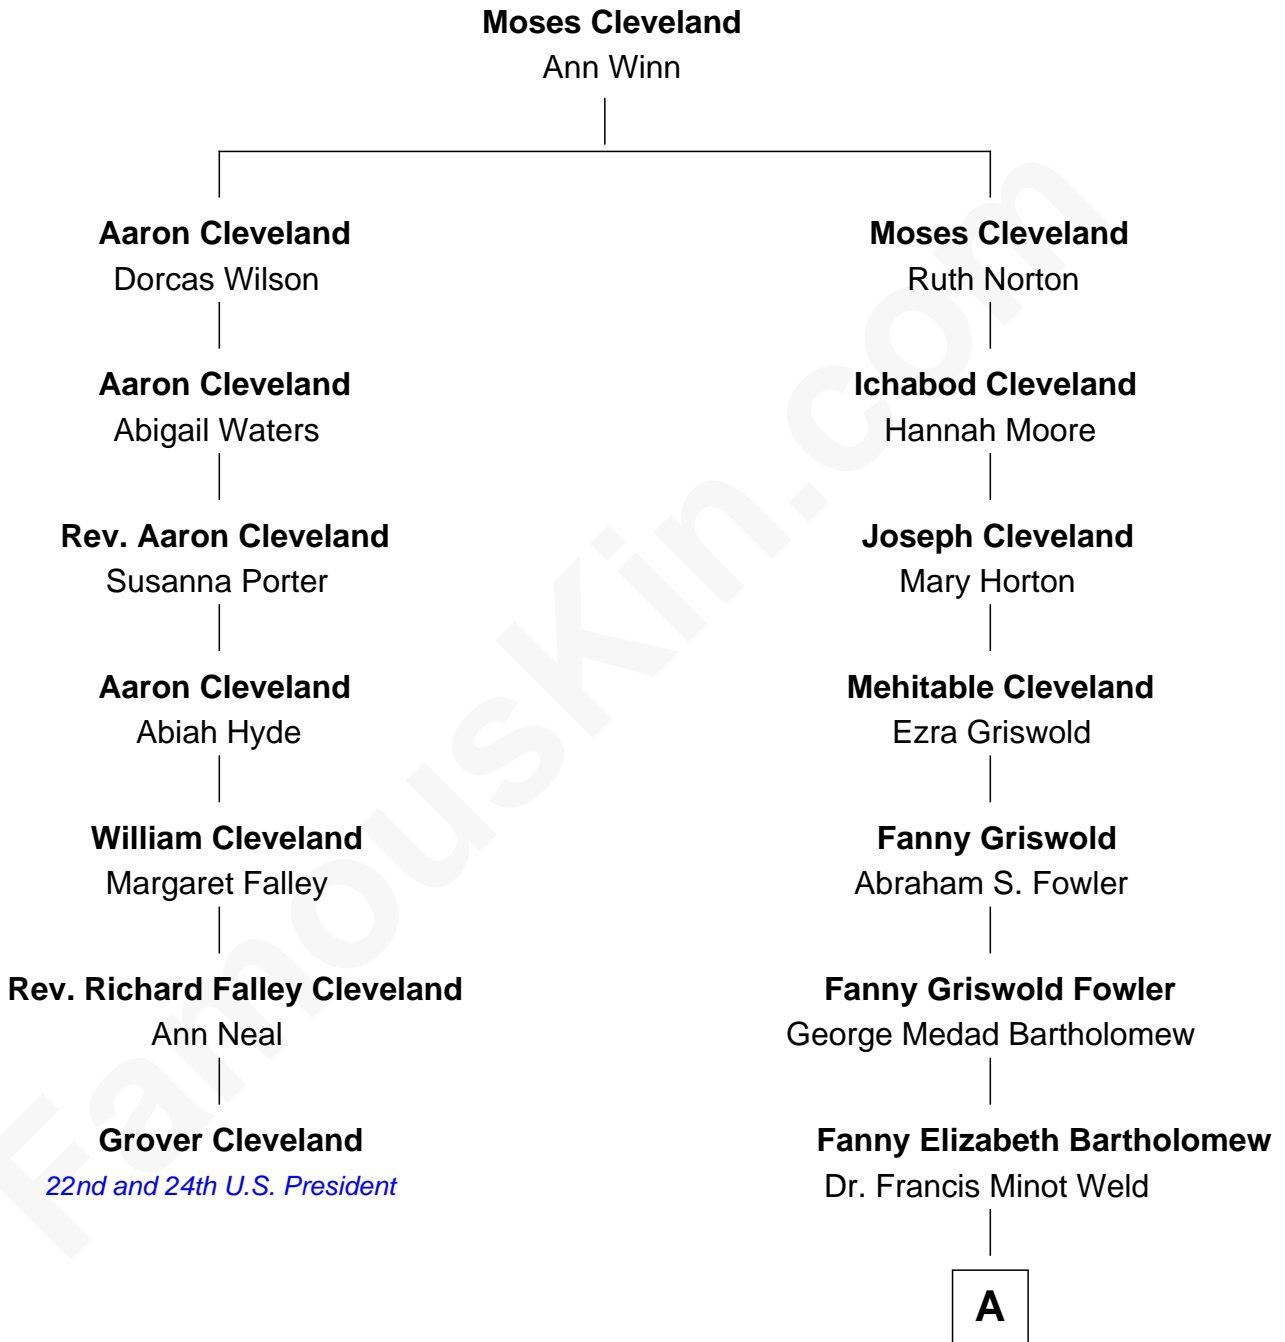 Moses Cleveland
Ann Winn
Aaron Cleveland
Dorcas Wilson
Moses Cleveland
Ruth Norton
Aaron Cleveland
Abigail Waters
Ichabod Cleveland
Hannah Moore
Rev. Aaron Cleveland
Susanna Porter
Joseph Cleveland
Mary Horton
Aaron Cleveland
Abiah Hyde
Mehitable Cleveland
Ezra Griswold
William Cleveland
Margaret Falley
Fanny Griswold
Abraham S. Fowler
Rev. Richard Falley Cleveland
Ann Neal
Fanny Griswold Fowler
George Medad Bartholomew
Grover Cleveland
22nd and 24th U.S. President
Fanny Elizabeth Bartholomew
Dr. Francis Minot Weld
A
FamousKin.com